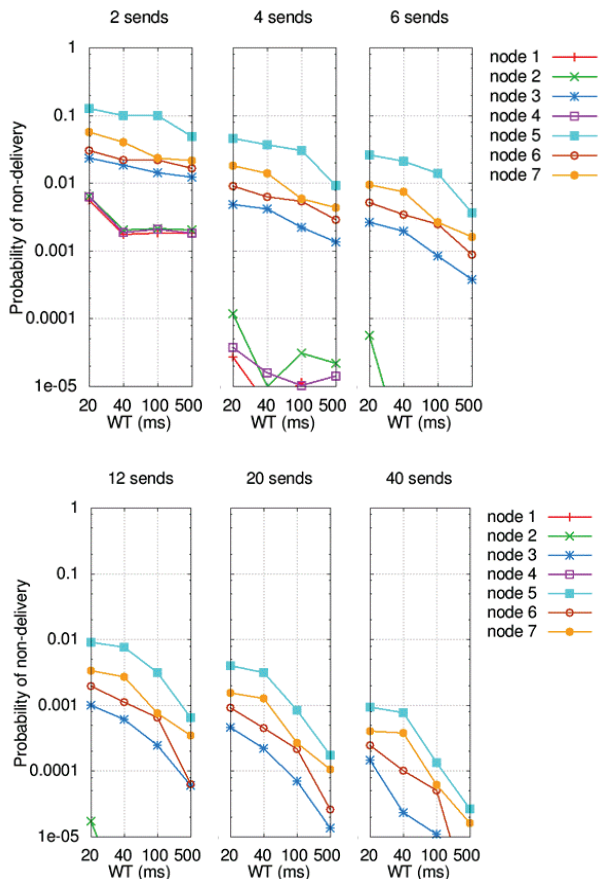 2 sends 4 sends 6 sends
Probability of non-delivery
1
0.1
0.01
0.001
0.0001
1e-05
20 40 100 500 20 40 100 500 20 40 100 500
WT (ms) WT (ms) WT (ms)
node 1
node 2
node 3
node 4
node 5
node 6
node 7
12 sends 20 sends 40 sends
Probability of non-delivery
1
0.1
0.01
0.001
0.0001
1e-05
20 40 100 500 20 40 100 500 20 40 100 500
WT (ms) WT (ms) WT (ms)
node 1
node 2
node 3
node 4
node 5
node 6
node 7